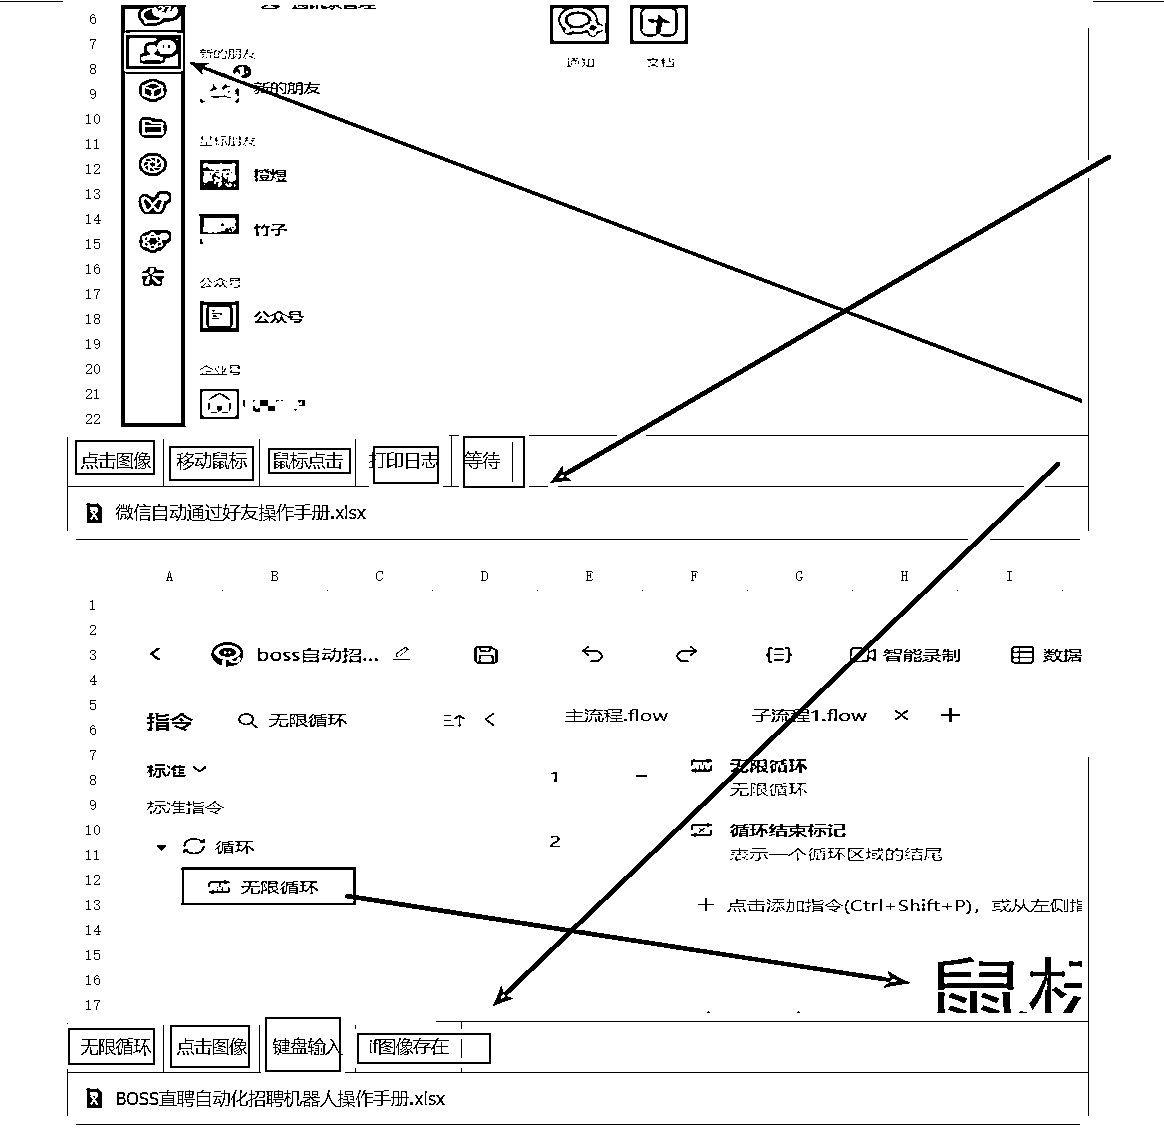 6
7
新的朋友
8
通知 文档
9
新的朋友
10
11
星标朋友
12
橙煜
13
14
竹子
15
16
公众号
17
18
公众号
19
20
企业号
21
22
点击图像 移动鼠标 鼠标点击 打印日志 等待
微信自动通过好友操作手册.xlsx
A B C D E F G H I
1
2
3 boss自动招... 智能录制 数据
4
5
6 指令 无限循环 主流程.flow 子流程1.flow
7
8 标准 1 无限循环
无限循环
9 标准指令
10 2 循环结束标记
11 循环 表示一个循环区域的结尾
12 无限循环
13 点击添加指令(Ctrl+Shift+P)，或从左侧指
14
15
16 鼠标
17
无限循环 点击图像 键盘输入 if图像存在
BOSS直聘自动化招聘机器人操作手册.xlsx